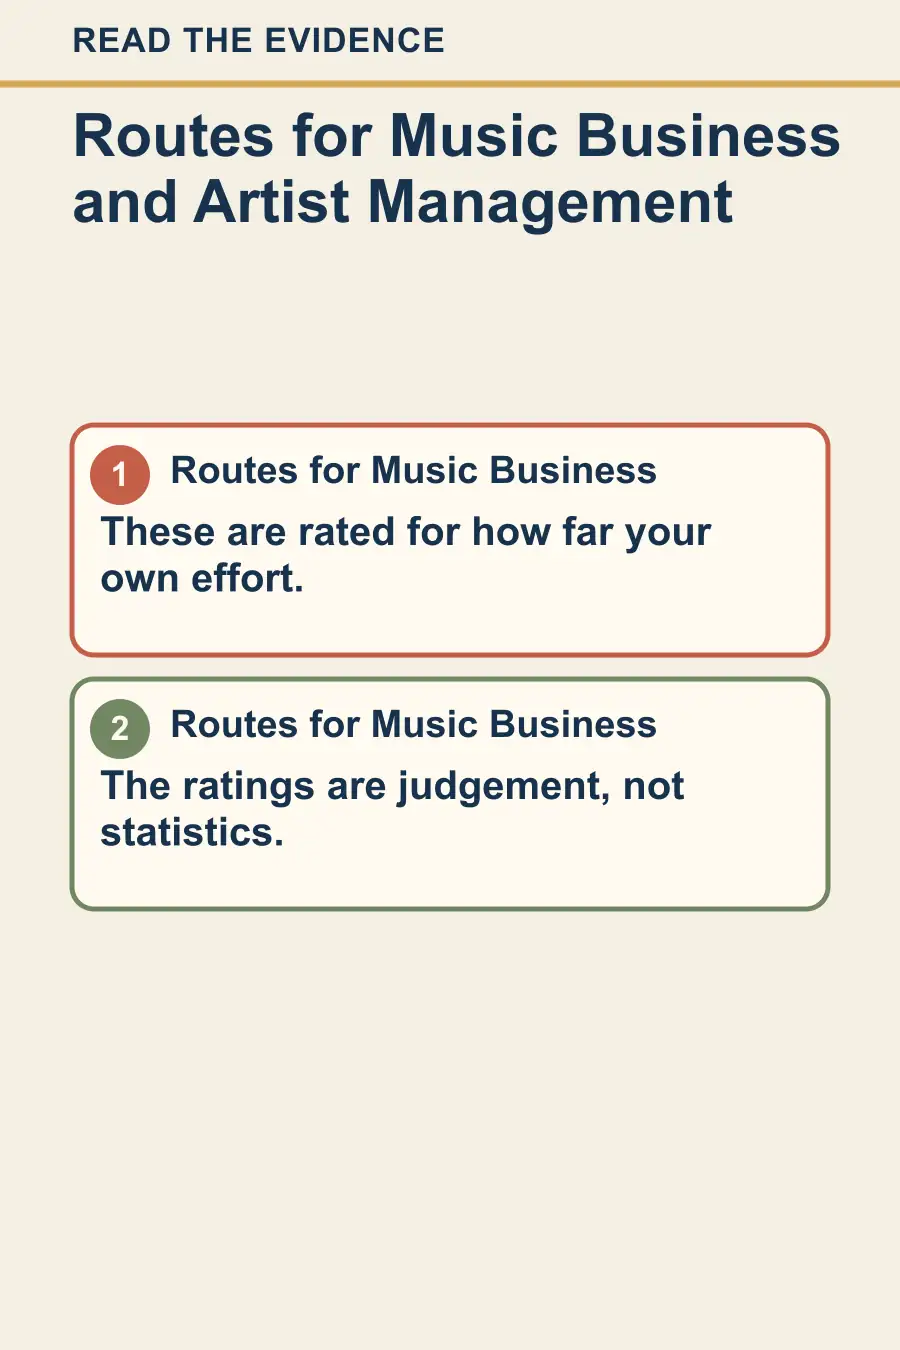 READ THE EVIDENCE
Routes for Music Business
and Artist Management
1 Routes for Music Business
These are rated for how far your
own effort.
2 Routes for Music Business
The ratings are judgement, not
statistics.